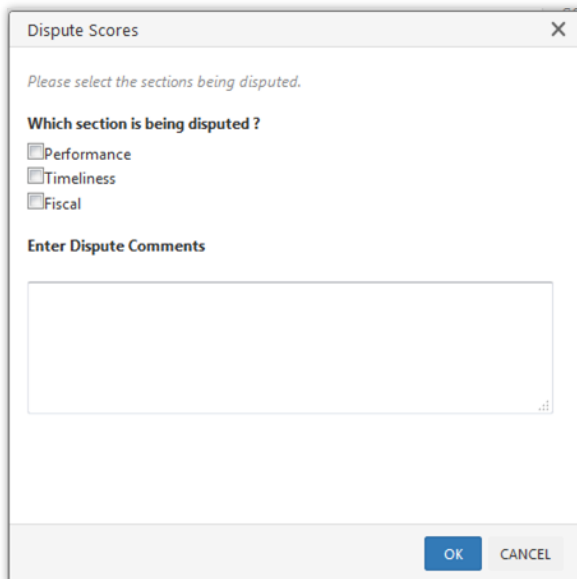 Dispute Scores
Please select the sections being disputed.
Which section is being disputed ?
Performance
Timeliness
Fiscal
Enter Dispute Comments
OK CANCEL